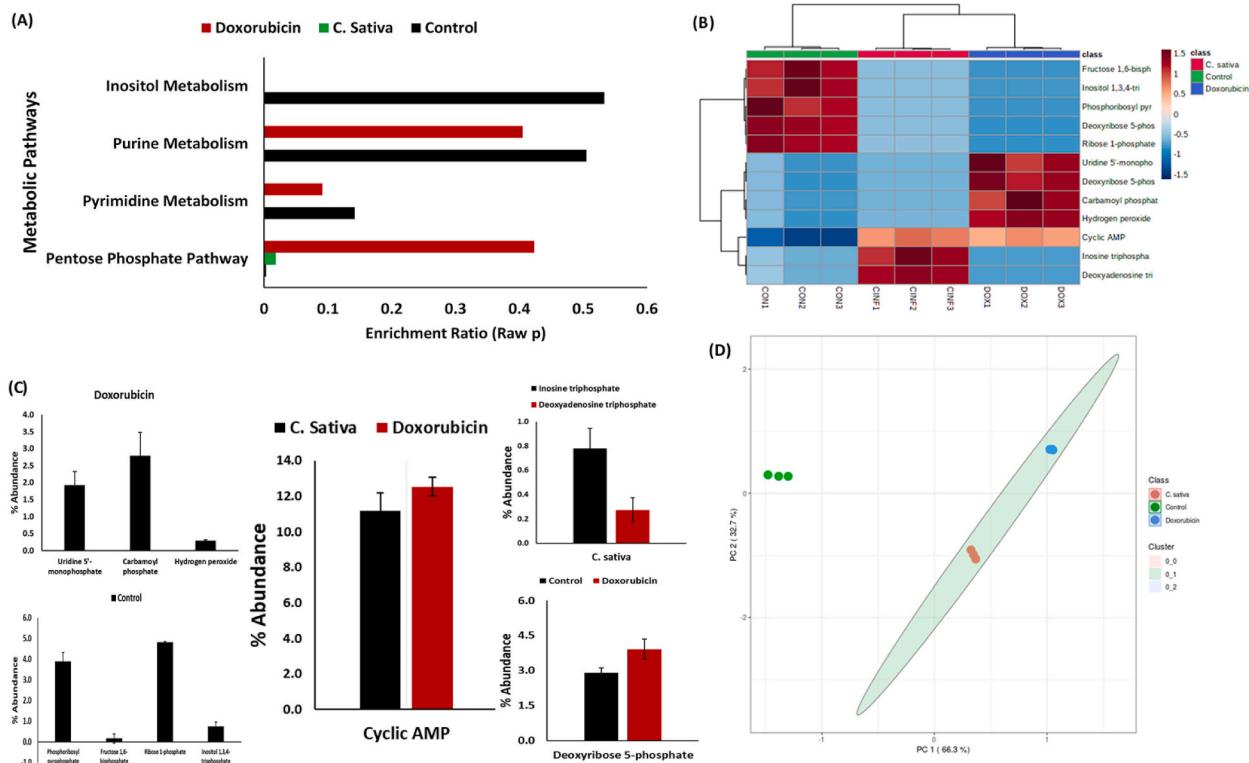 (A)
Doxorubicin C. Sativa Control
Metabolic Pathways
Inositol Metabolism
Purine Metabolism
Pyrimidine Metabolism
Pentose Phosphate Pathway
0 0.1 0.2 0.3 0.4 0.5 0.6
Enrichment Ratio (Raw p)
(B)
class
Fructose 1,6-bisph
Inositol 1,3,4-tri
Phosphoribosyl pyr
Deoxyribose 5-phos
Ribose 1-phosphate
Uridine 5'-monopho
Deoxyribose 5-phos
Carbamoyl phosphat
Hydrogen peroxide
Cyclic AMP
Inosine triphospha
Deoxyadenosine tri
CON1 CON2 CON3 CINF1 CINF2 CINF3 DOX1 DOX2 DOX3
1.5
1
0.5
0
-0.5
-1
-1.5
class
C. sativa
Control
Doxorubicin
(C)
Doxorubicin
% Abundance
4.0
3.5
3.0
2.5
2.0
1.5
1.0
0.5
0.0
Uridine 5'-
monophosphate
Carbamoyl
phosphate
Hydrogen peroxide
Control
% Abundance
6.0
5.0
4.0
3.0
2.0
1.0
0.0
-1.0
Phosphoribosyl
pyrophosphate
Fructose 1,6-
bisphosphate
Ribose 1-phosphate
Inositol 1,3,4-
triphosphate
C. Sativa Doxorubicin
% Abundance
14.0
12.0
10.0
8.0
6.0
4.0
2.0
0.0
Cyclic AMP
Inosine triphosphate
Deoxyadenosine triphosphate
% Abundance
1.0
0.8
0.6
0.4
0.2
0.0
C. sativa
Control Doxorubicin
% Abundance
6.0
4.5
3.0
1.5
0.0
Deoxyribose 5-phosphate
(D)
PC 2 ( 32.7 %)
2
0
-2
-1 0 1
PC 1 ( 66.3 %)
Class
C. sativa
Control
Doxorubicin
Cluster
0_0
0_1
0_2